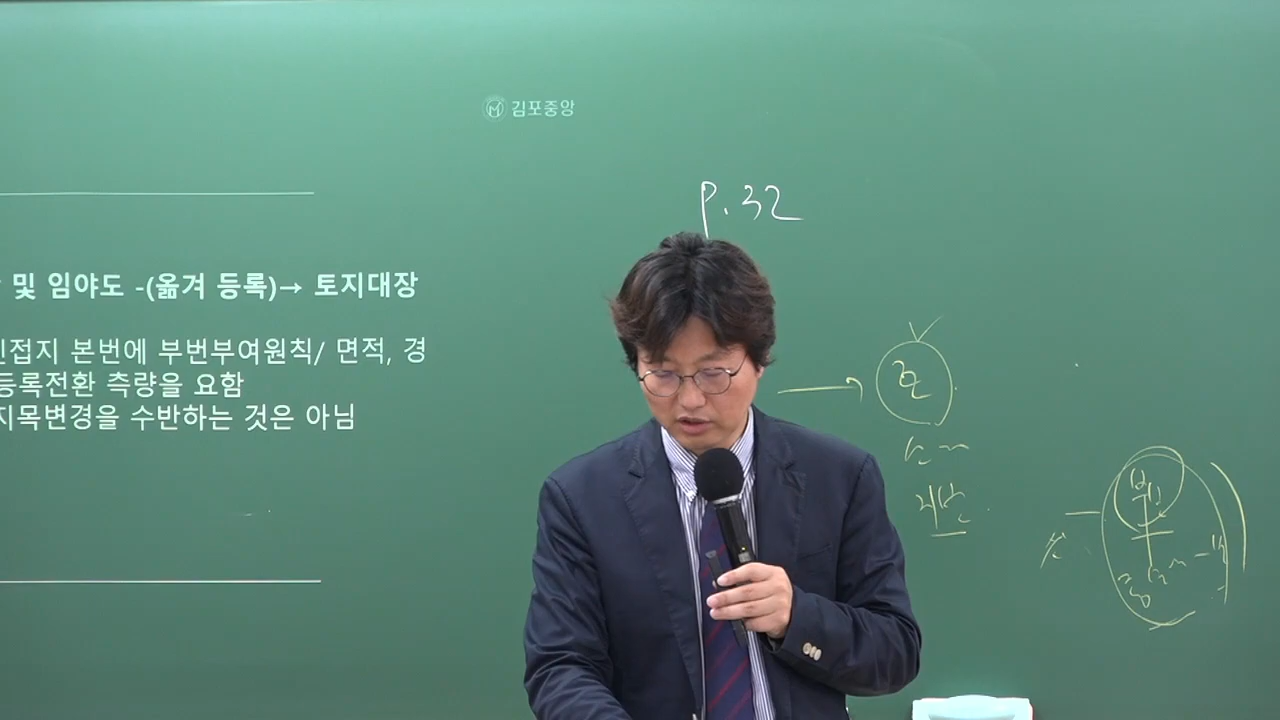 김포중앙
p.32
및 임야도 -(옮겨 등록)→ 토지대장
인접지 본번에 부번부여원칙/ 면적, 경
등록전환 측량을 요함
지목변경을 수반하는 것은 아님
지번